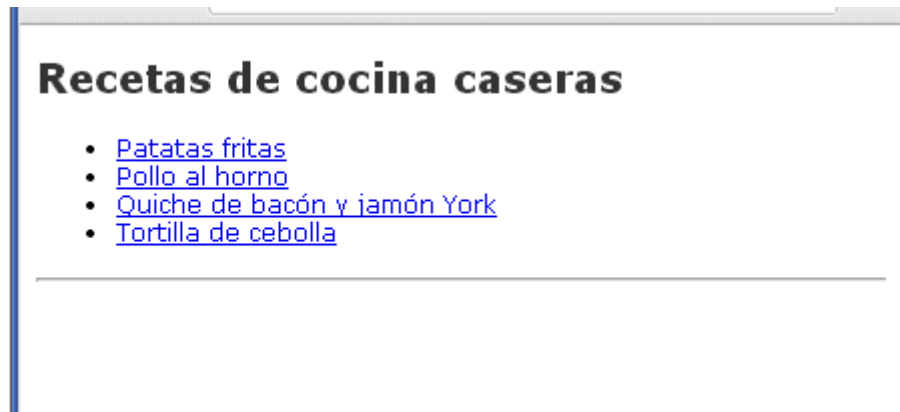 Recetas de cocina caseras
Patatas fritas
Pollo al horno
Quiche de bacón y jamón York
Tortilla de cebolla